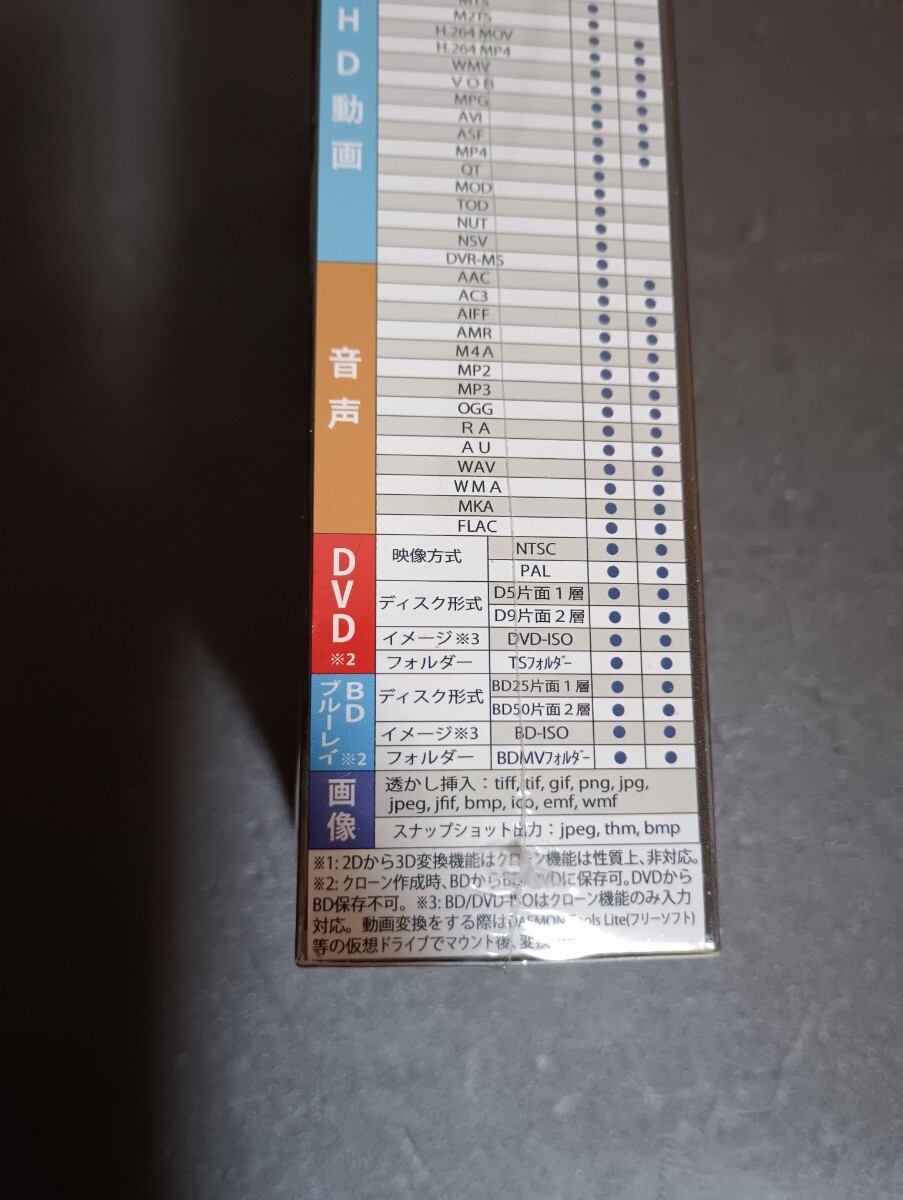 HD動画
MTS
M2TS
H.264 MOV
H.264 MP4
WMV
VOB
MPG
AVI
ASF
MP4
QT
MOD
TOD
NUT
NSV
DVR-MS
音声
AAC
AC3
AIFF
AMR
M4A
MP2
MP3
OGG
RA
AU
WAV
WMA
MKA
FLAC
DVD
※2
映像方式
NTSC
PAL
ディスク形式
D5片面1層
D9片面2層
イメージ※3 DVD-ISO
フォルダー TSフォルダー
BD
ブルーレイ
※2
ディスク形式
BD25片面1層
BD50片面2層
イメージ※3 BD-ISO
フォルダー BDMVフォルダー
画像
透かし挿入:tiff, tif, gif, png, jpg,
jpeg, jfif, bmp, ico, emf, wmf
スナップショット出力:jpeg, thm, bmp
※1: 2Dから3D変換機能はクローン機能は性質上、非対応。
※2: クローン作成時、BDからBD・DVDに保存可。DVDから
BD保存不可。※3: BD/DVD-ISOはクローン機能のみ入力
対応。動画変換をする際はDAEMON Tools Lite(フリーソフト)
等の仮想ドライブでマウント後、変換